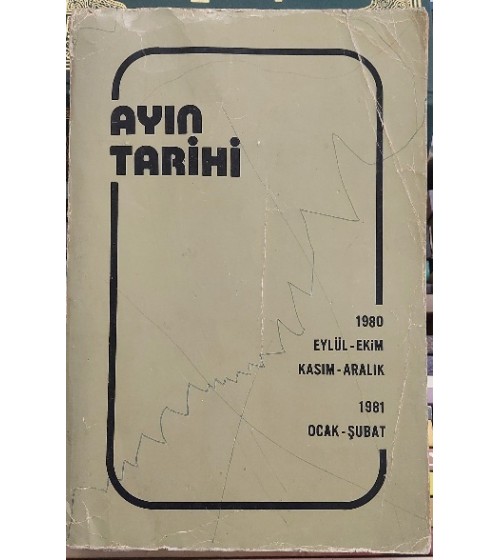 AYIN
TARİHİ
1980
EYLÜL-EKİM
KASIM-ARALIK
1981
OCAK-ŞUBAT